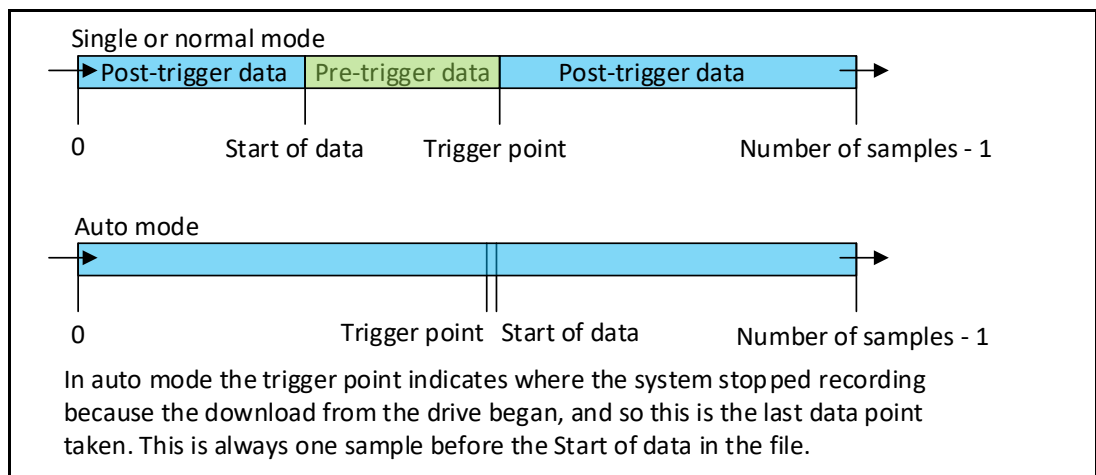 Single or normal mode
Post-trigger data Pre-trigger data Post-trigger data
0 Start of data Trigger point Number of samples - 1
Auto mode
0 Trigger point Start of data Number of samples - 1
In auto mode the trigger point indicates where the system stopped recording
because the download from the drive began, and so this is the last data point
taken. This is always one sample before the Start of data in the file.